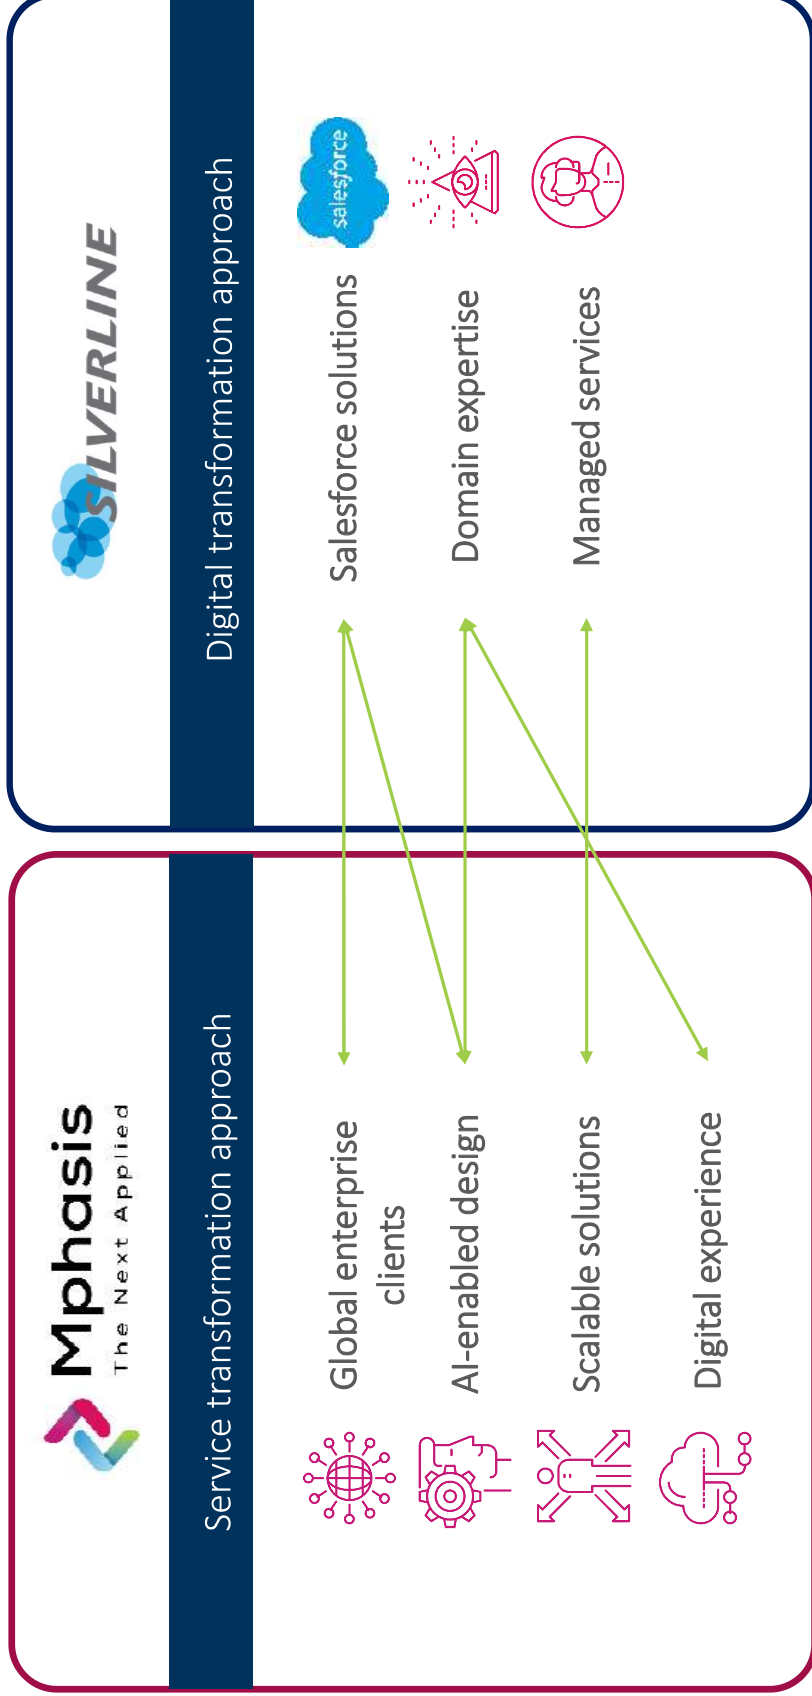 Mphasis
The Next Applied
Service transformation approach
Global enterprise
clients
AI-enabled design
Scalable solutions
Digital experience
SILVERLINE
Digital transformation approach
Salesforce solutions
salesforce
Domain expertise
Managed services